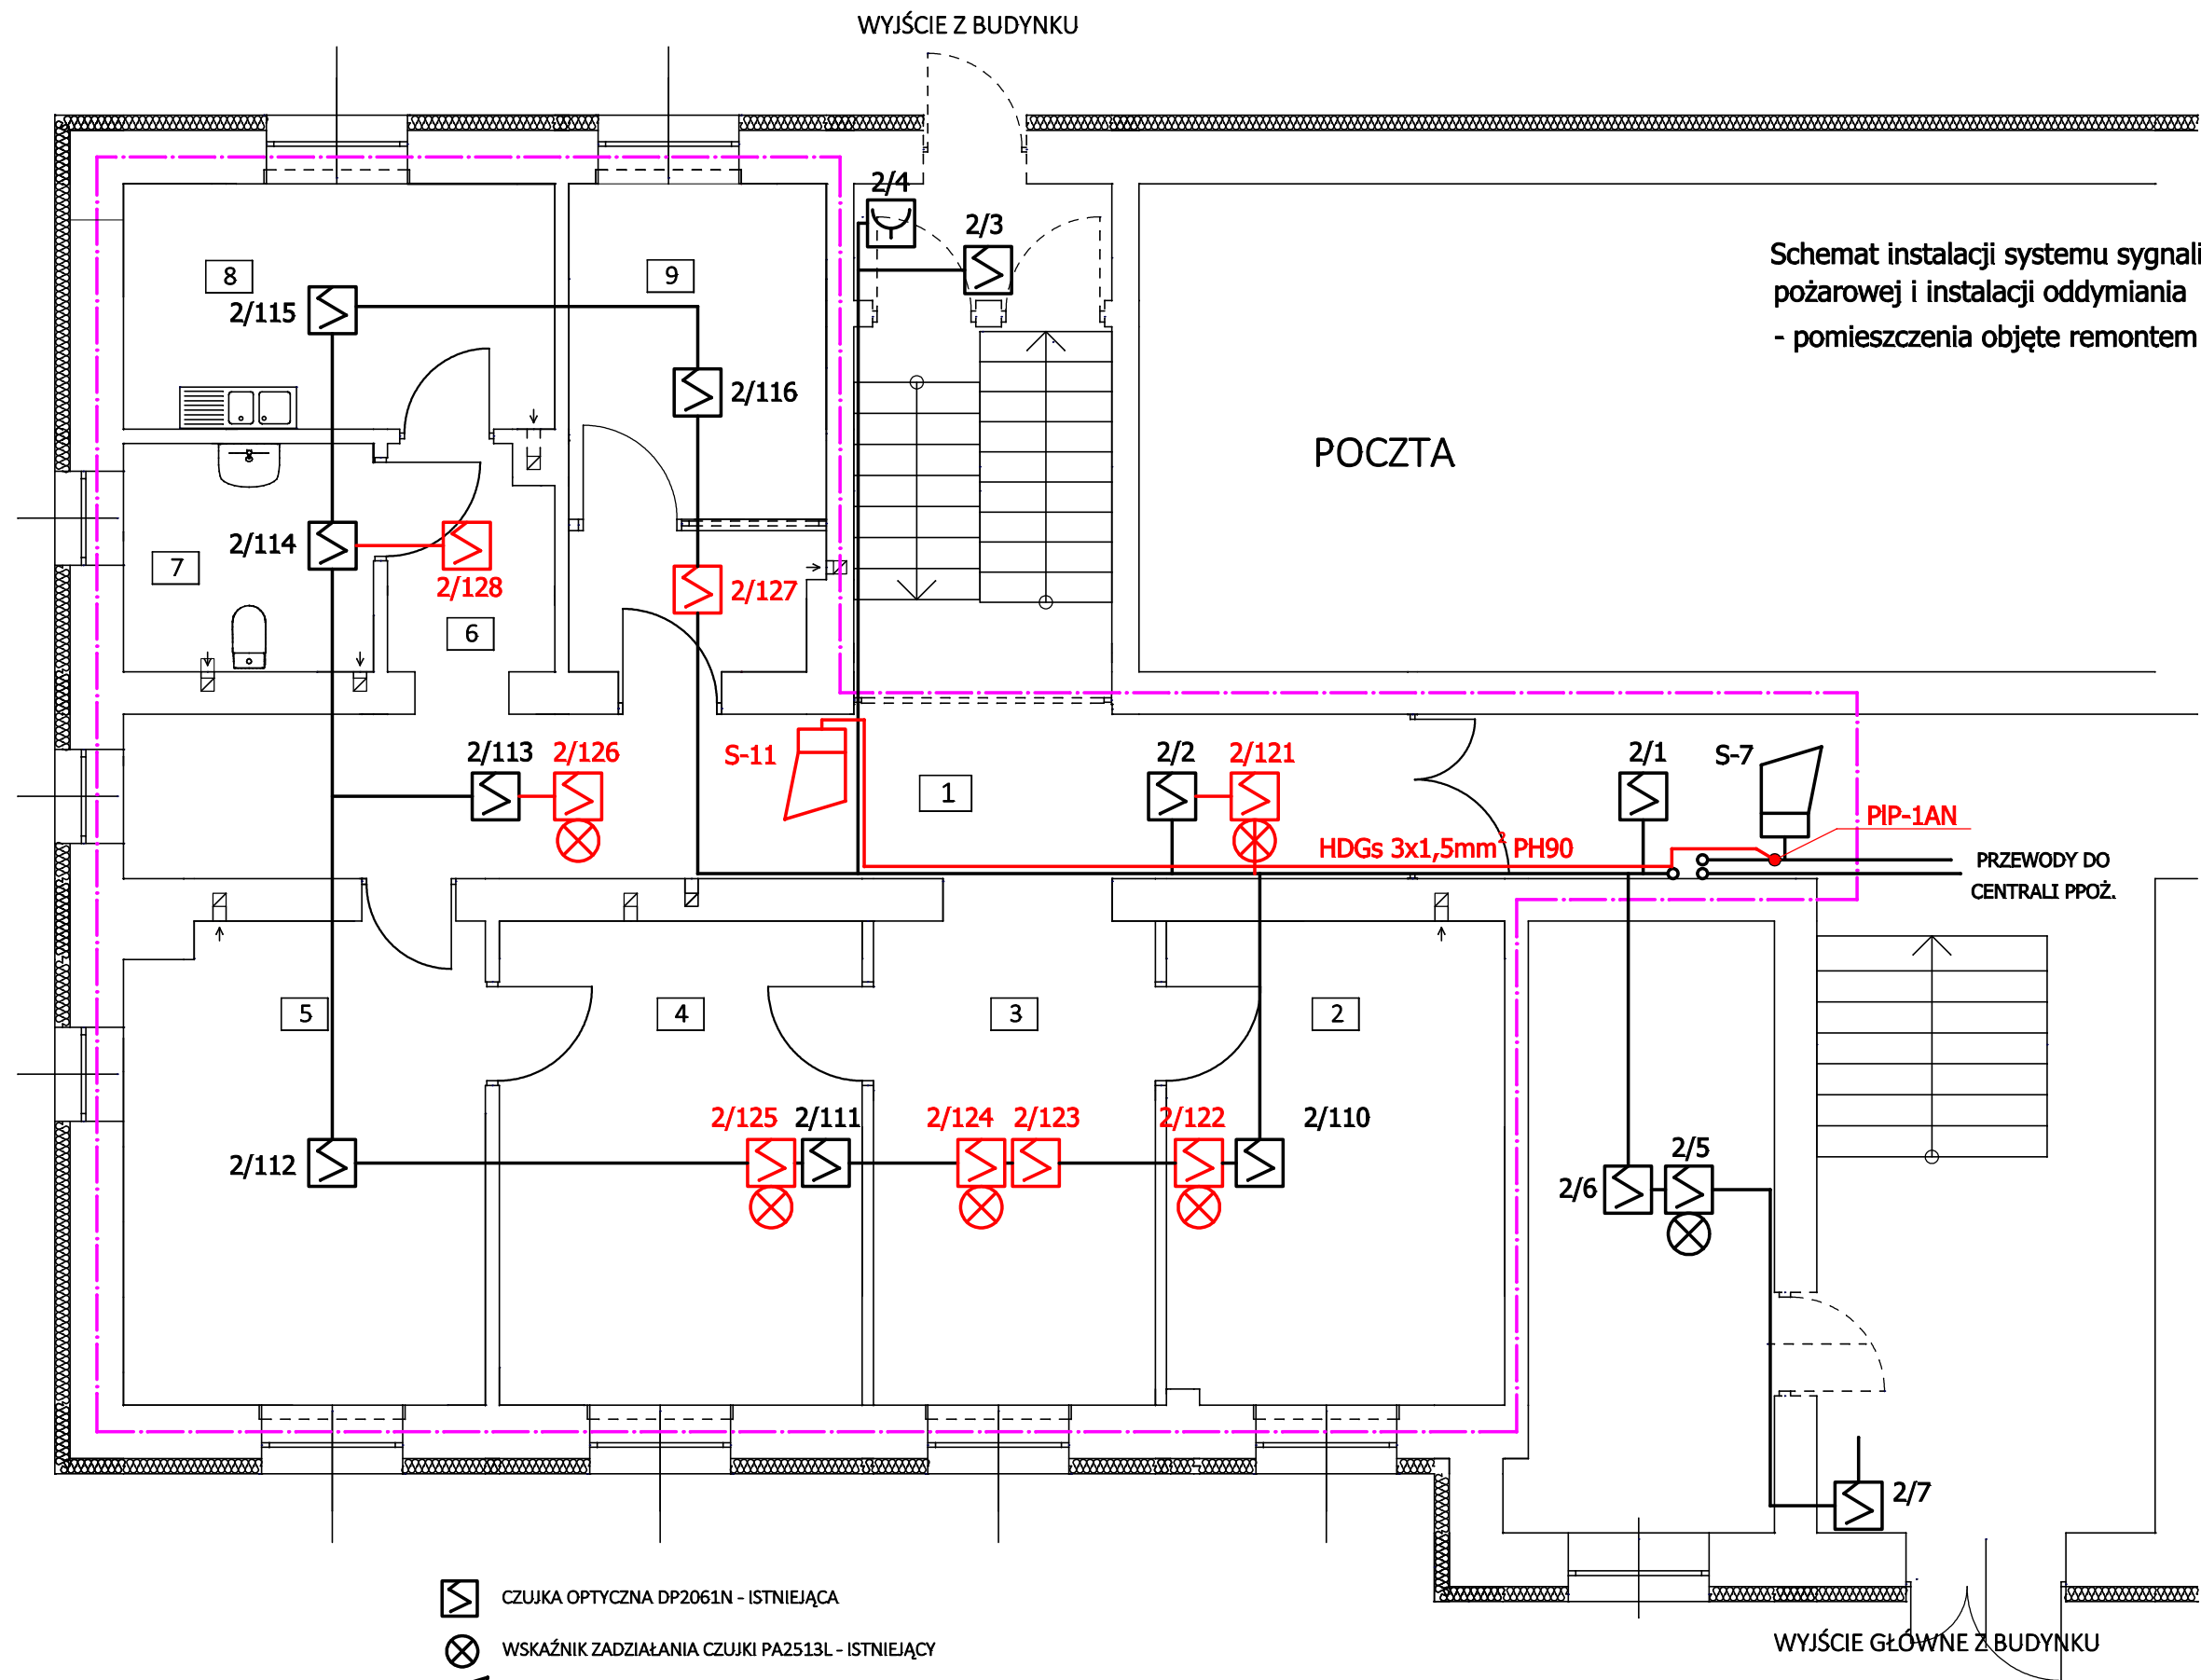 WYJŚCIE Z BUDYNKU
2/4
2/3
Schemat instalacji systemu sygnali
pożarowej i instalacji oddymiania
- pomieszczenia objęte remontem
8
9
2/115
2/116
POCZTA
2/114
7
2/128
2/127
6
2/113
2/126
S-11
1
2/2
2/121
2/1
S-7
PIP-1AN
HDGs 3x1,5mm² PH90
PRZEWODY DO
CENTRALI PPOŻ.
5
4
3
2
2/125
2/111
2/124
2/123
2/122
2/110
2/112
2/6
2/5
2/7
CZUJKA OPTYCZNA DP2061N - ISTNIEJĄCA
WSKAŹNIK ZADZIAŁANIA CZUJKI PA2513L - ISTNIEJĄCY
WYJŚCIE GŁÓWNE Z BUDYNKU